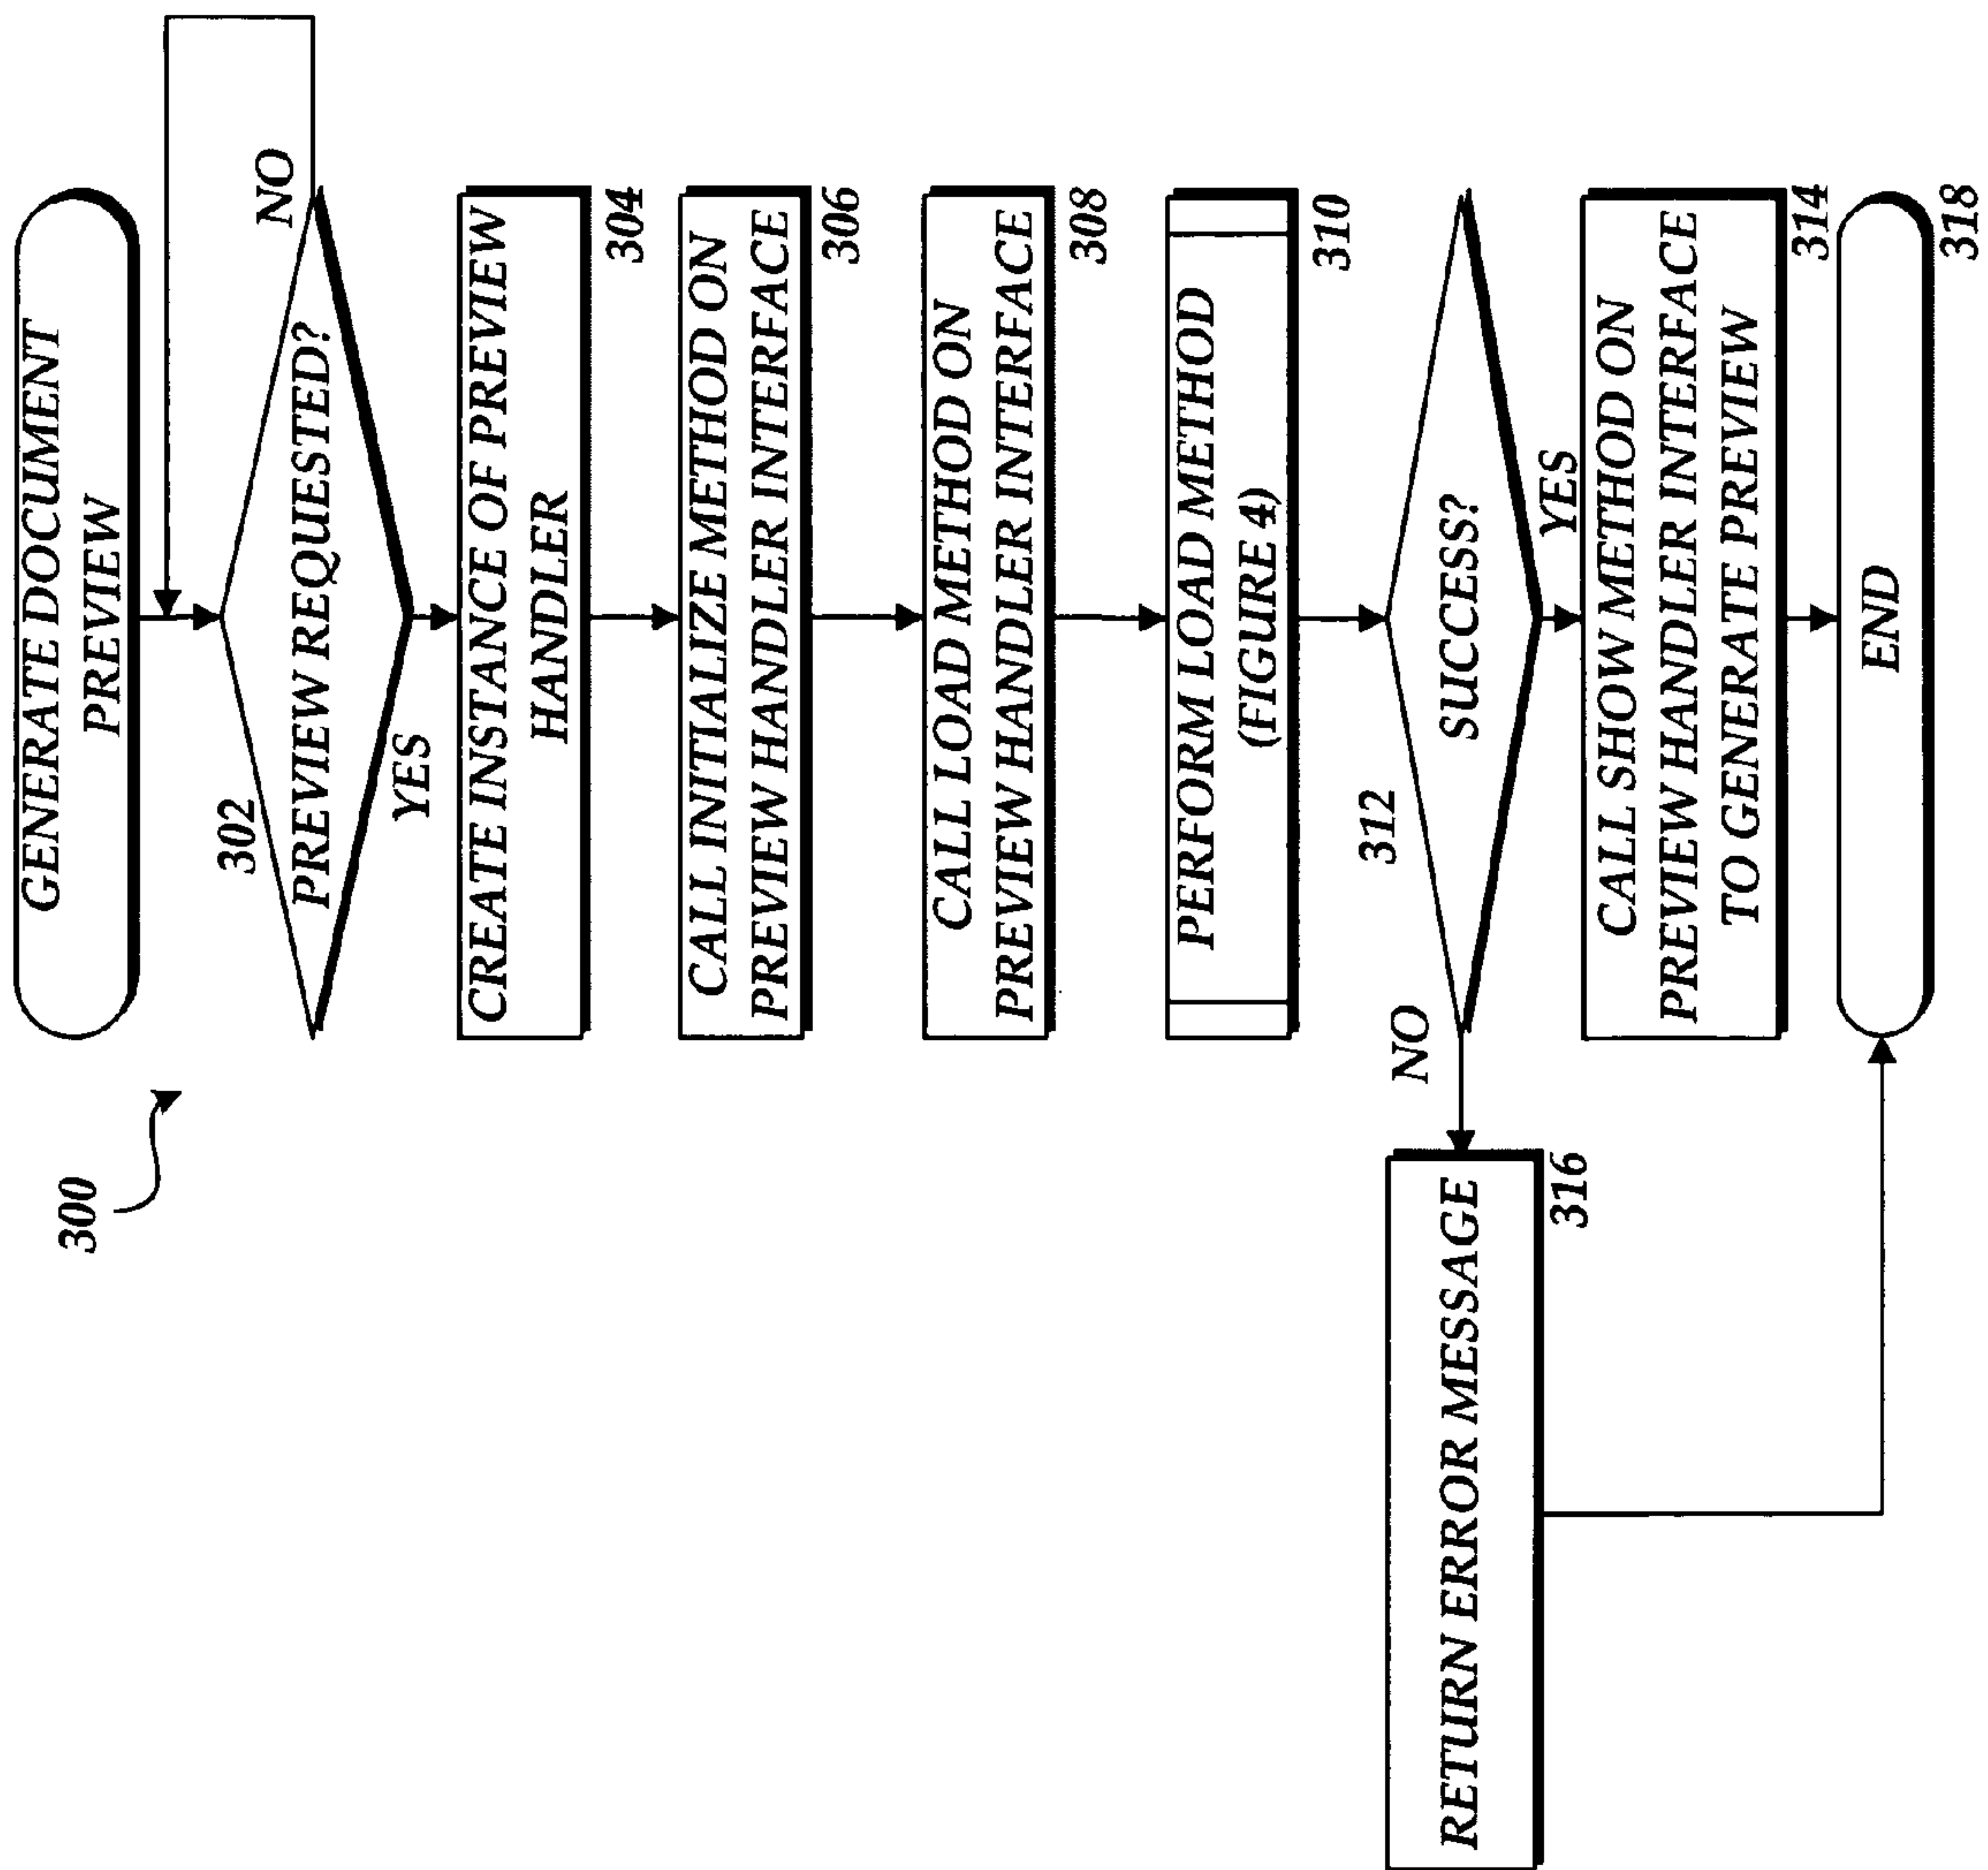 300
GENERATE DOCUMENT
PREVIEW
302
NO
PREVIEW REQUESTED?
YES
CREATE INSTANCE OF PREVIEW
HANDLER
304
CALL INITIALIZE METHOD ON
PREVIEW HANDLER INTERFACE
306
CALL LOAD METHOD ON
PREVIEW HANDLER INTERFACE
308
PERFORM LOAD METHOD
(FIGURE 4)
310
312
NO
SUCCESS?
YES
RETURN ERROR MESSAGE
316
CALL SHOW METHOD ON
PREVIEW HANDLER INTERFACE
TO GENERATE PREVIEW
314
END
318